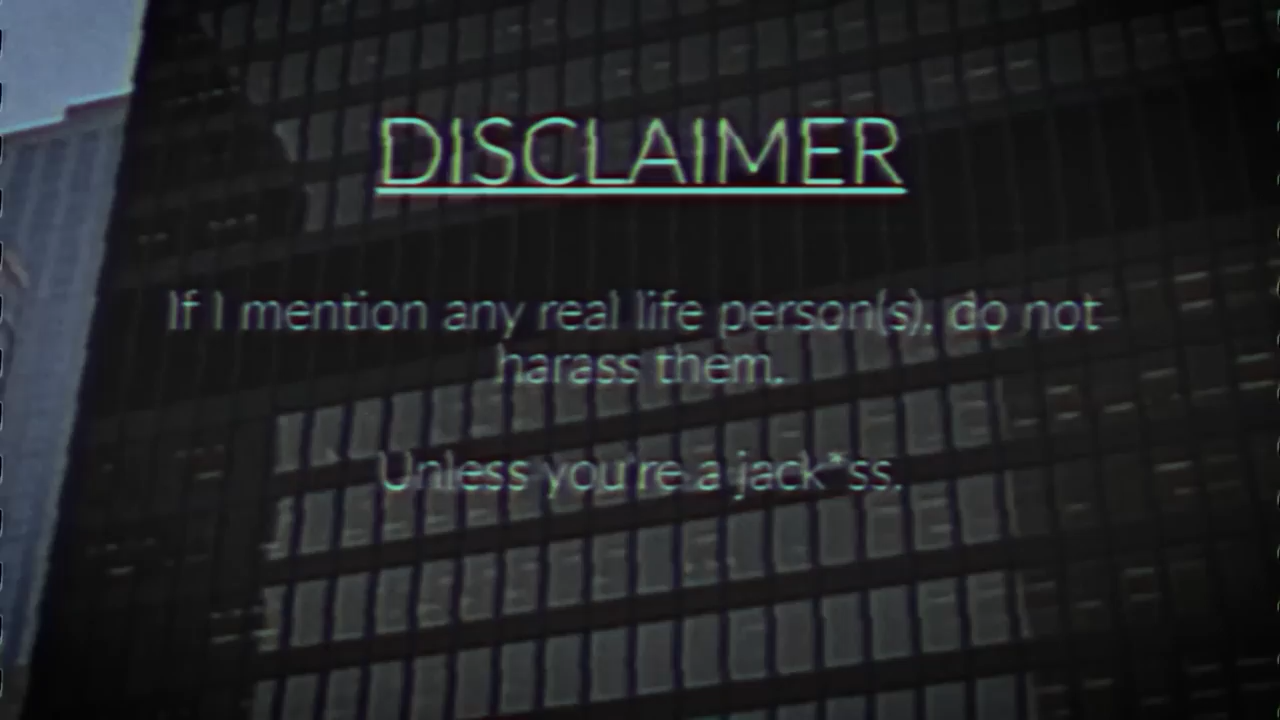 DISCLAIMER
If I mention any real life person(s), do not
harass them.
Unless you're a jack*ss.